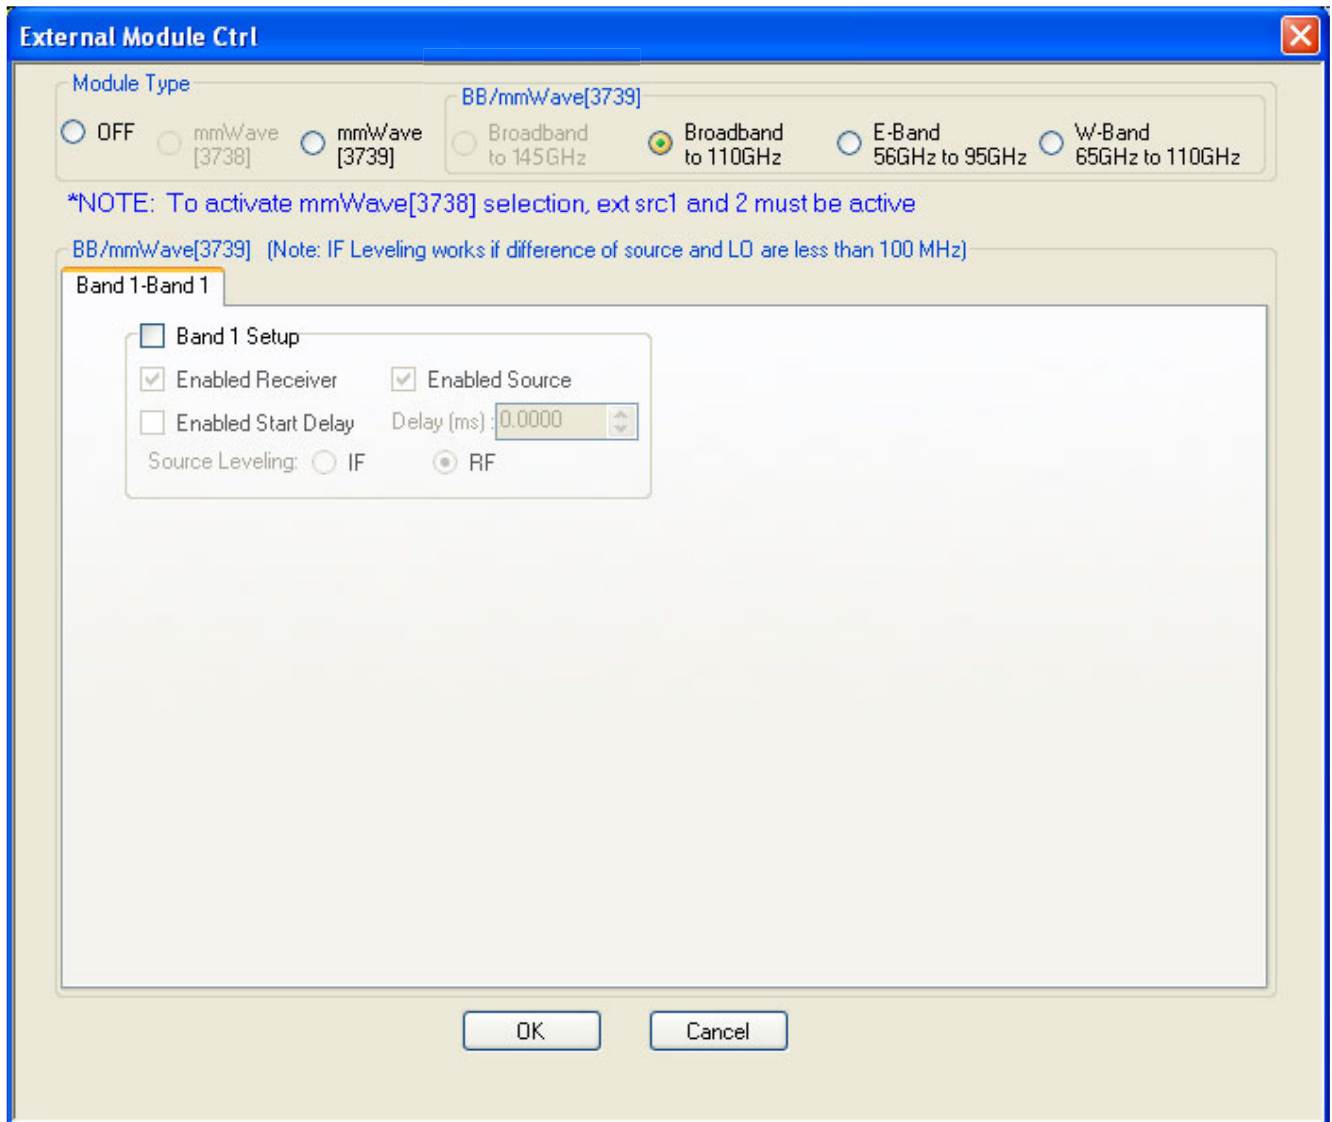 External Module Ctrl
Module Type
BB/mmWave[3739]
OFF
mmWave
[3738]
mmWave
[3739]
Broadband
to 145GHz
Broadband
to 110GHz
E-Band
56GHz to 95GHz
W-Band
65GHz to 110GHz
*NOTE: To activate mmWave[3738] selection, ext src1 and 2 must be active
BB/mmWave[3739] (Note: IF Leveling works if difference of source and LO are less than 100 MHz)
Band 1-Band 1
Band 1 Setup
Enabled Receiver Enabled Source
Enabled Start Delay Delay (ms) : 0.0000
Source Leveling: IF RF
OK Cancel